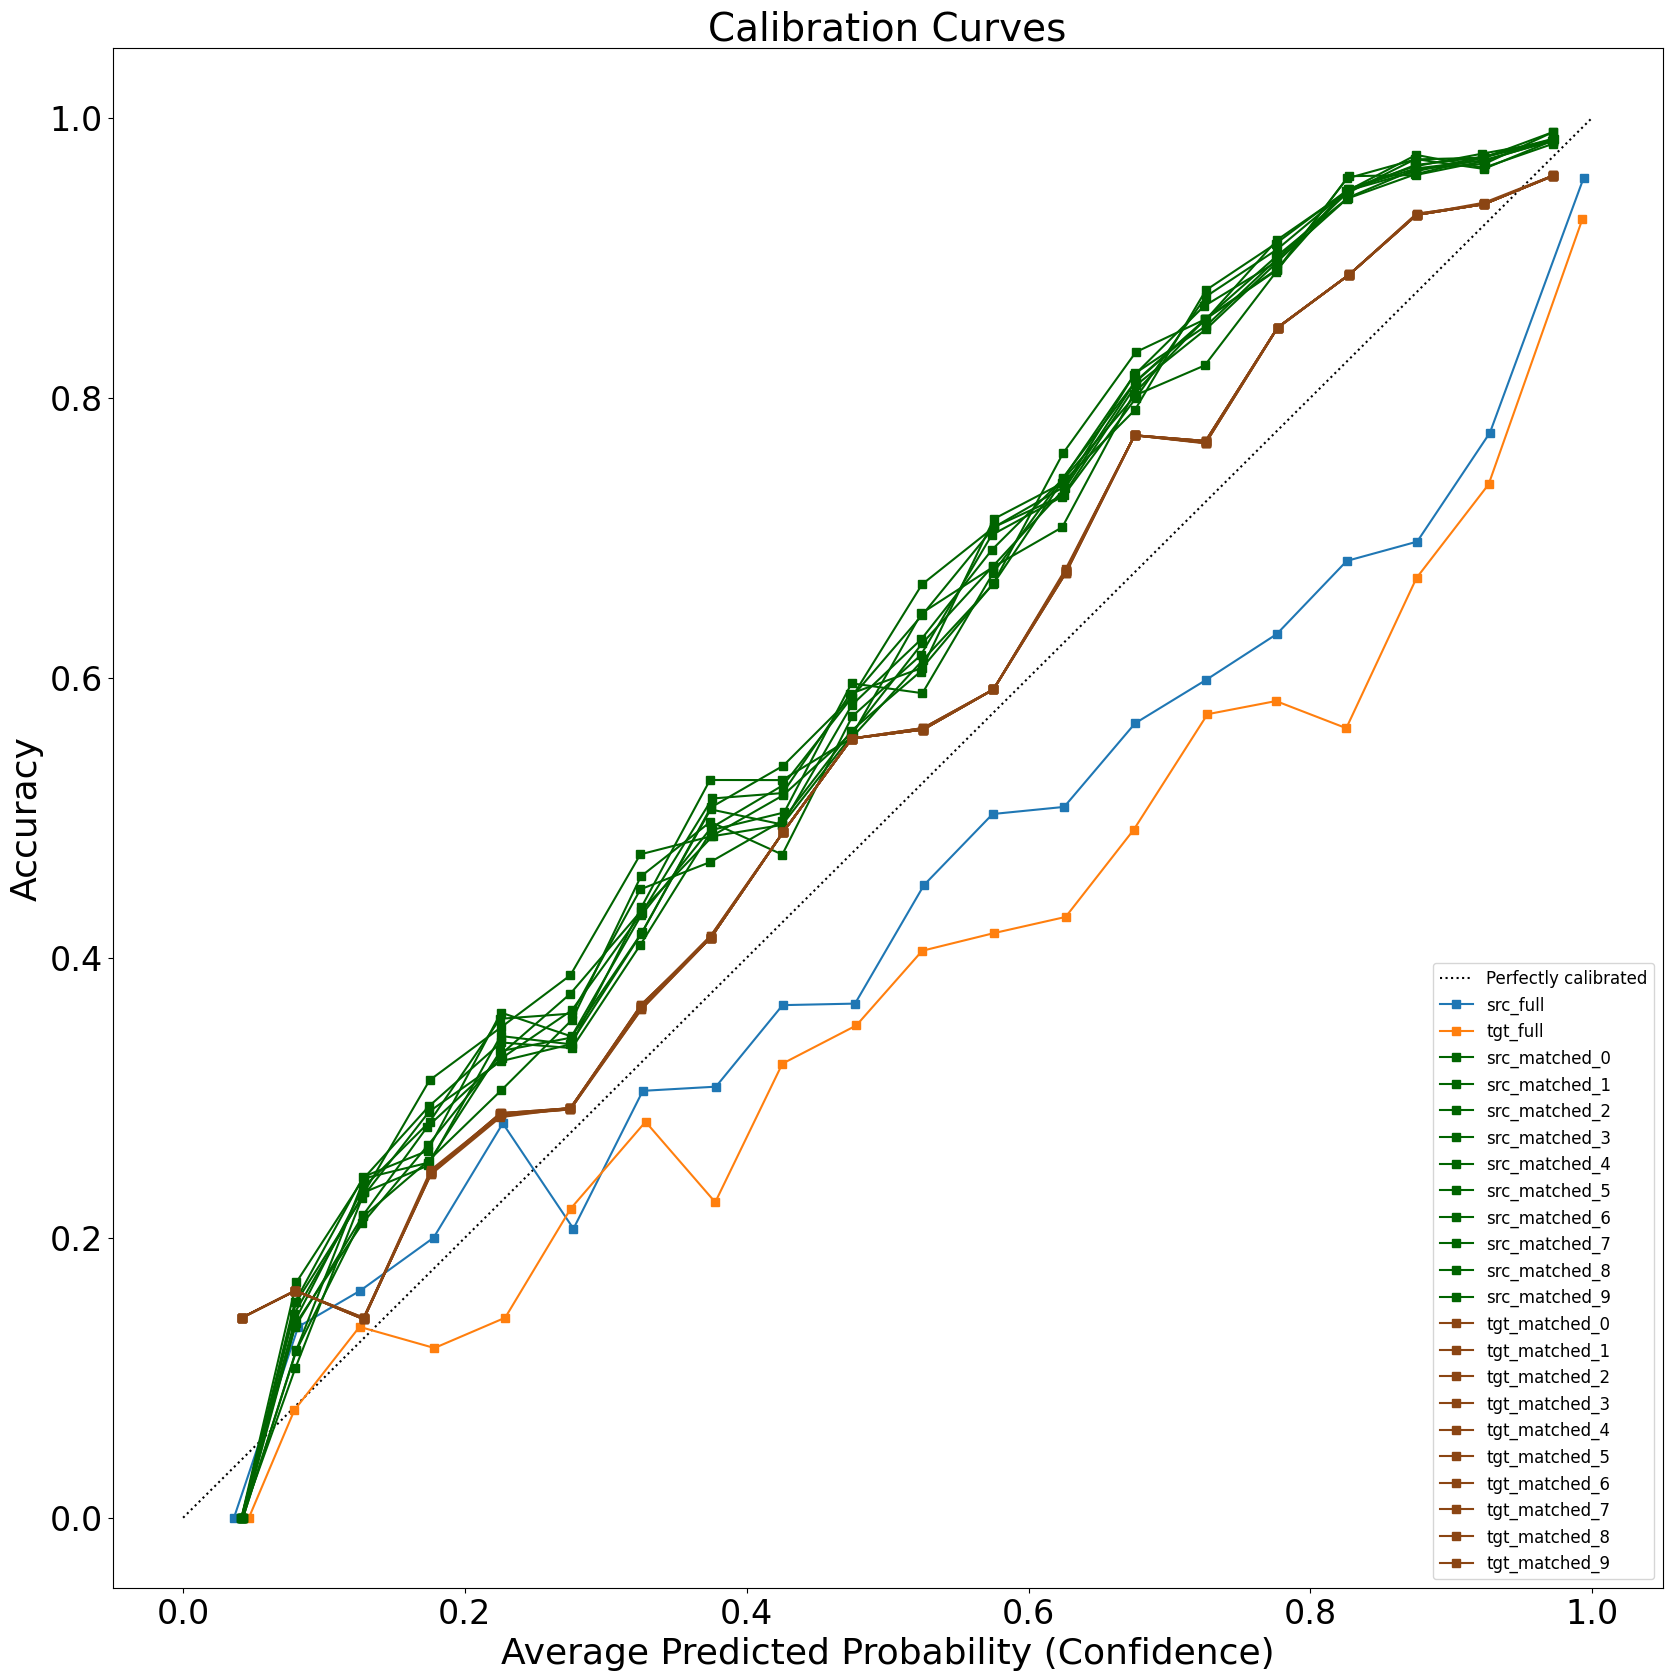 Calibration Curves
Accuracy
1.0
0.8
0.6
0.4
0.2
0.0
0.0 0.2 0.4 0.6 0.8 1.0
Average Predicted Probability (Confidence)
Perfectly calibrated
src_full
tgt_full
src_matched_0
src_matched_1
src_matched_2
src_matched_3
src_matched_4
src_matched_5
src_matched_6
src_matched_7
src_matched_8
src_matched_9
tgt_matched_0
tgt_matched_1
tgt_matched_2
tgt_matched_3
tgt_matched_4
tgt_matched_5
tgt_matched_6
tgt_matched_7
tgt_matched_8
tgt_matched_9